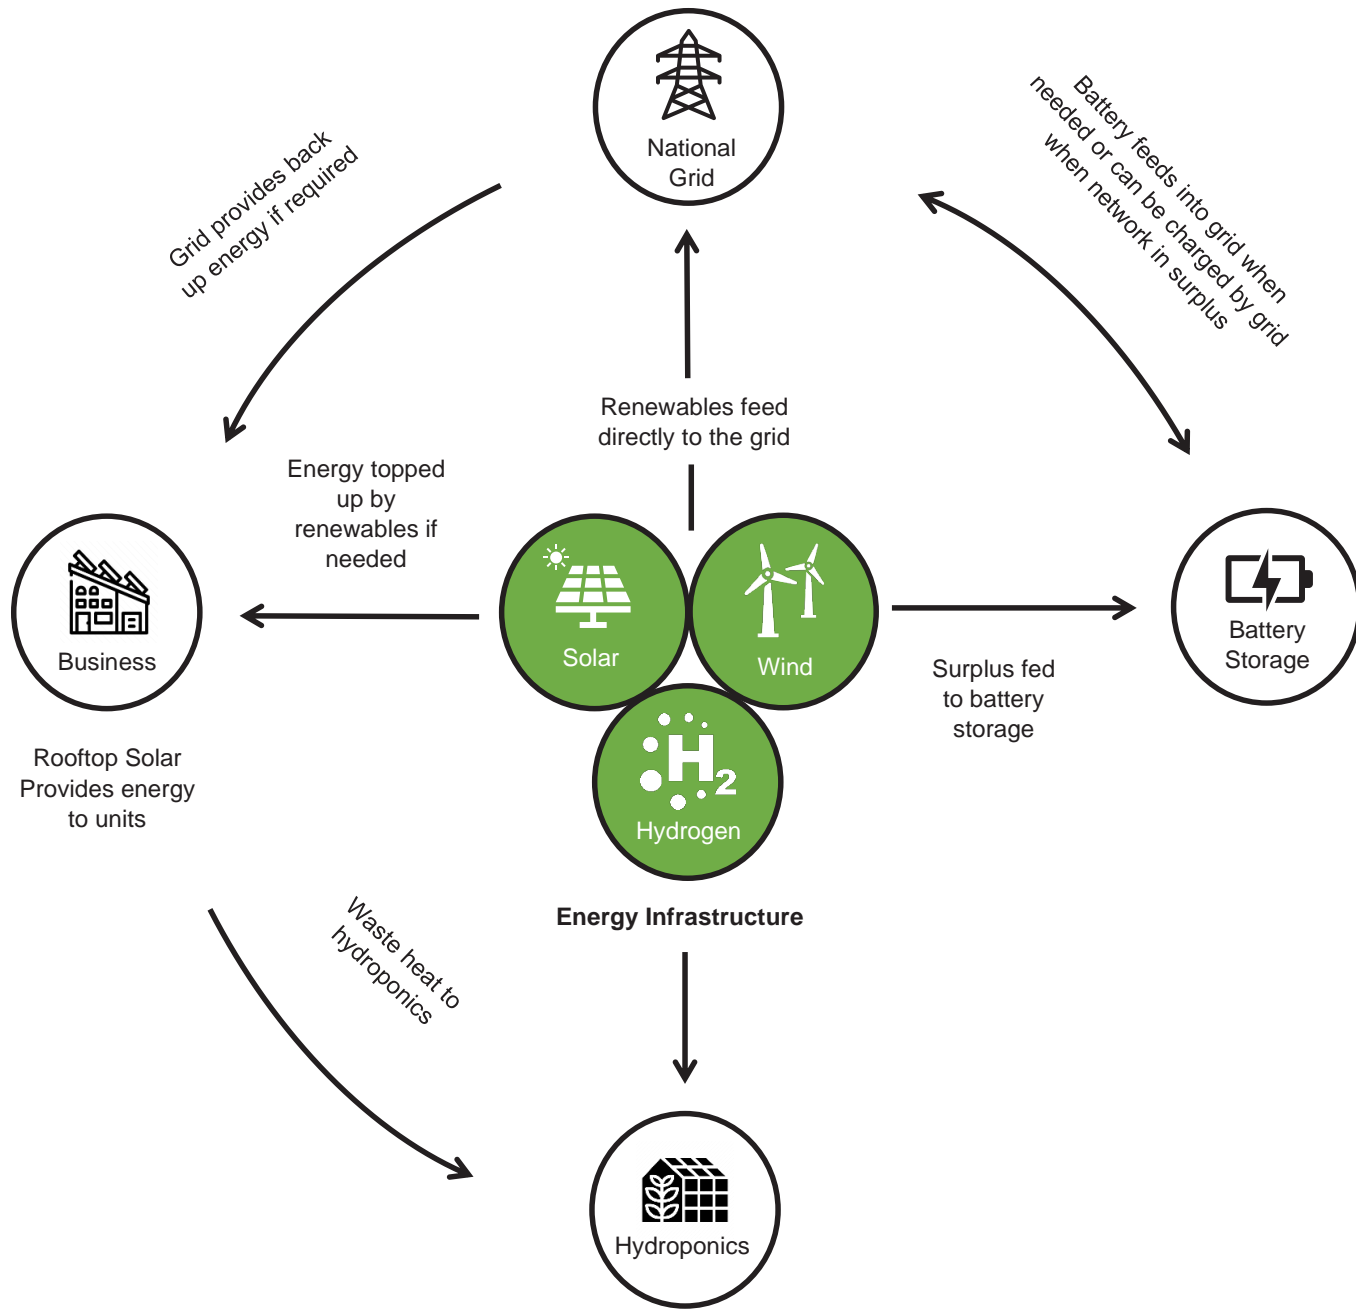 National
Grid
Grid provides back
up energy if required
Battery feeds into grid when
needed or can be charged by grid
when network in surplus
Renewables feed
directly to the grid
Energy topped
up by
renewables if
needed
Business
Solar
Wind
Battery
Storage
Surplus fed
to battery
storage
Rooftop Solar
Provides energy
to units
H2
Hydrogen
Energy Infrastructure
Waste heat to
hydroponics
Hydroponics